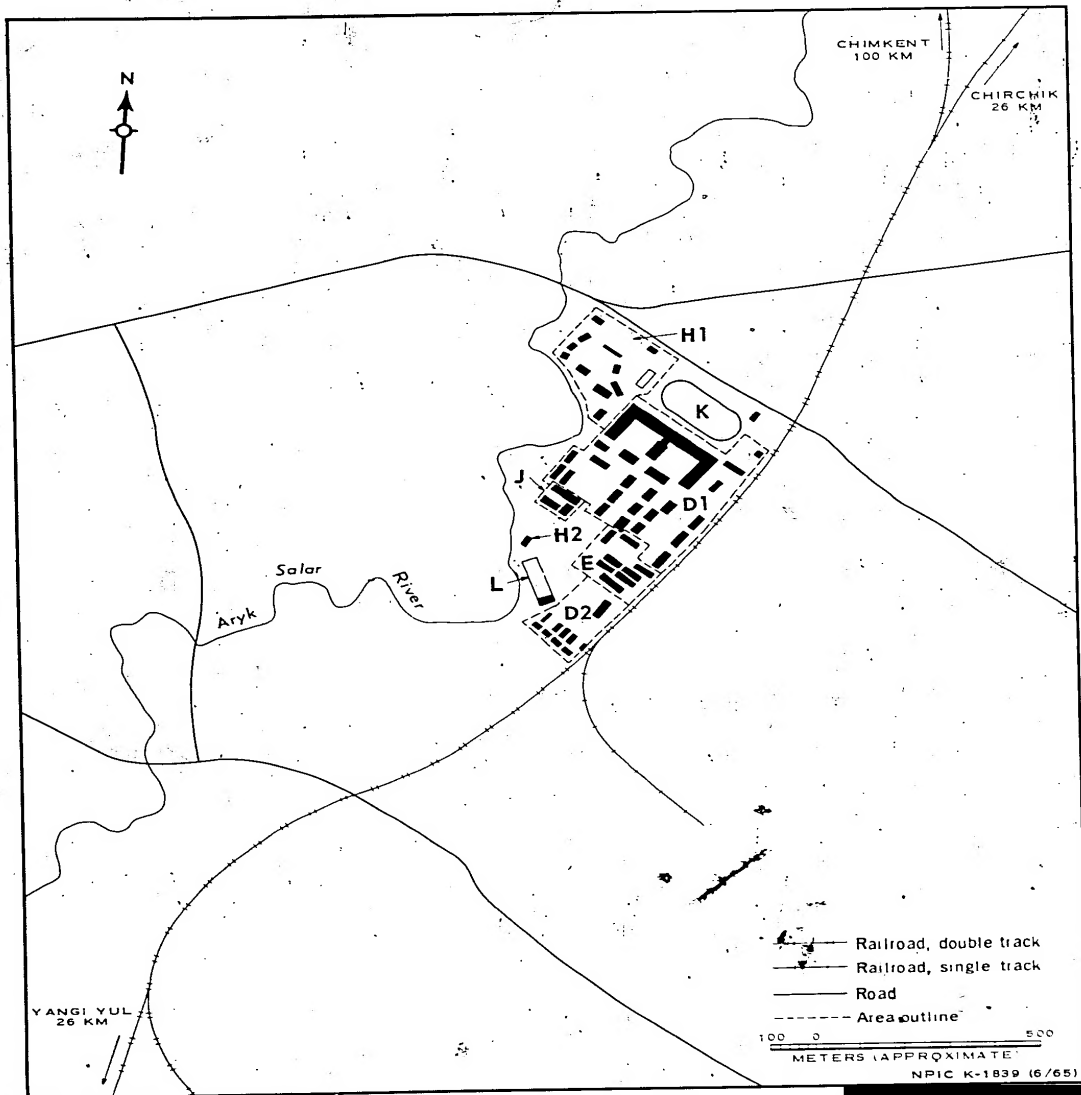 CHIMKENT
100 KM
CHIRCHIK
26 KM
N
H1
K
J
D1
H2
E
L
D2
Aryk Salar River
YANGI YUL
26 KM
Railroad, double track
Railroad, single track
Road
Area outline
100 0 500
METERS (APPROXIMATE)
NPIC K-1839 (6/65)